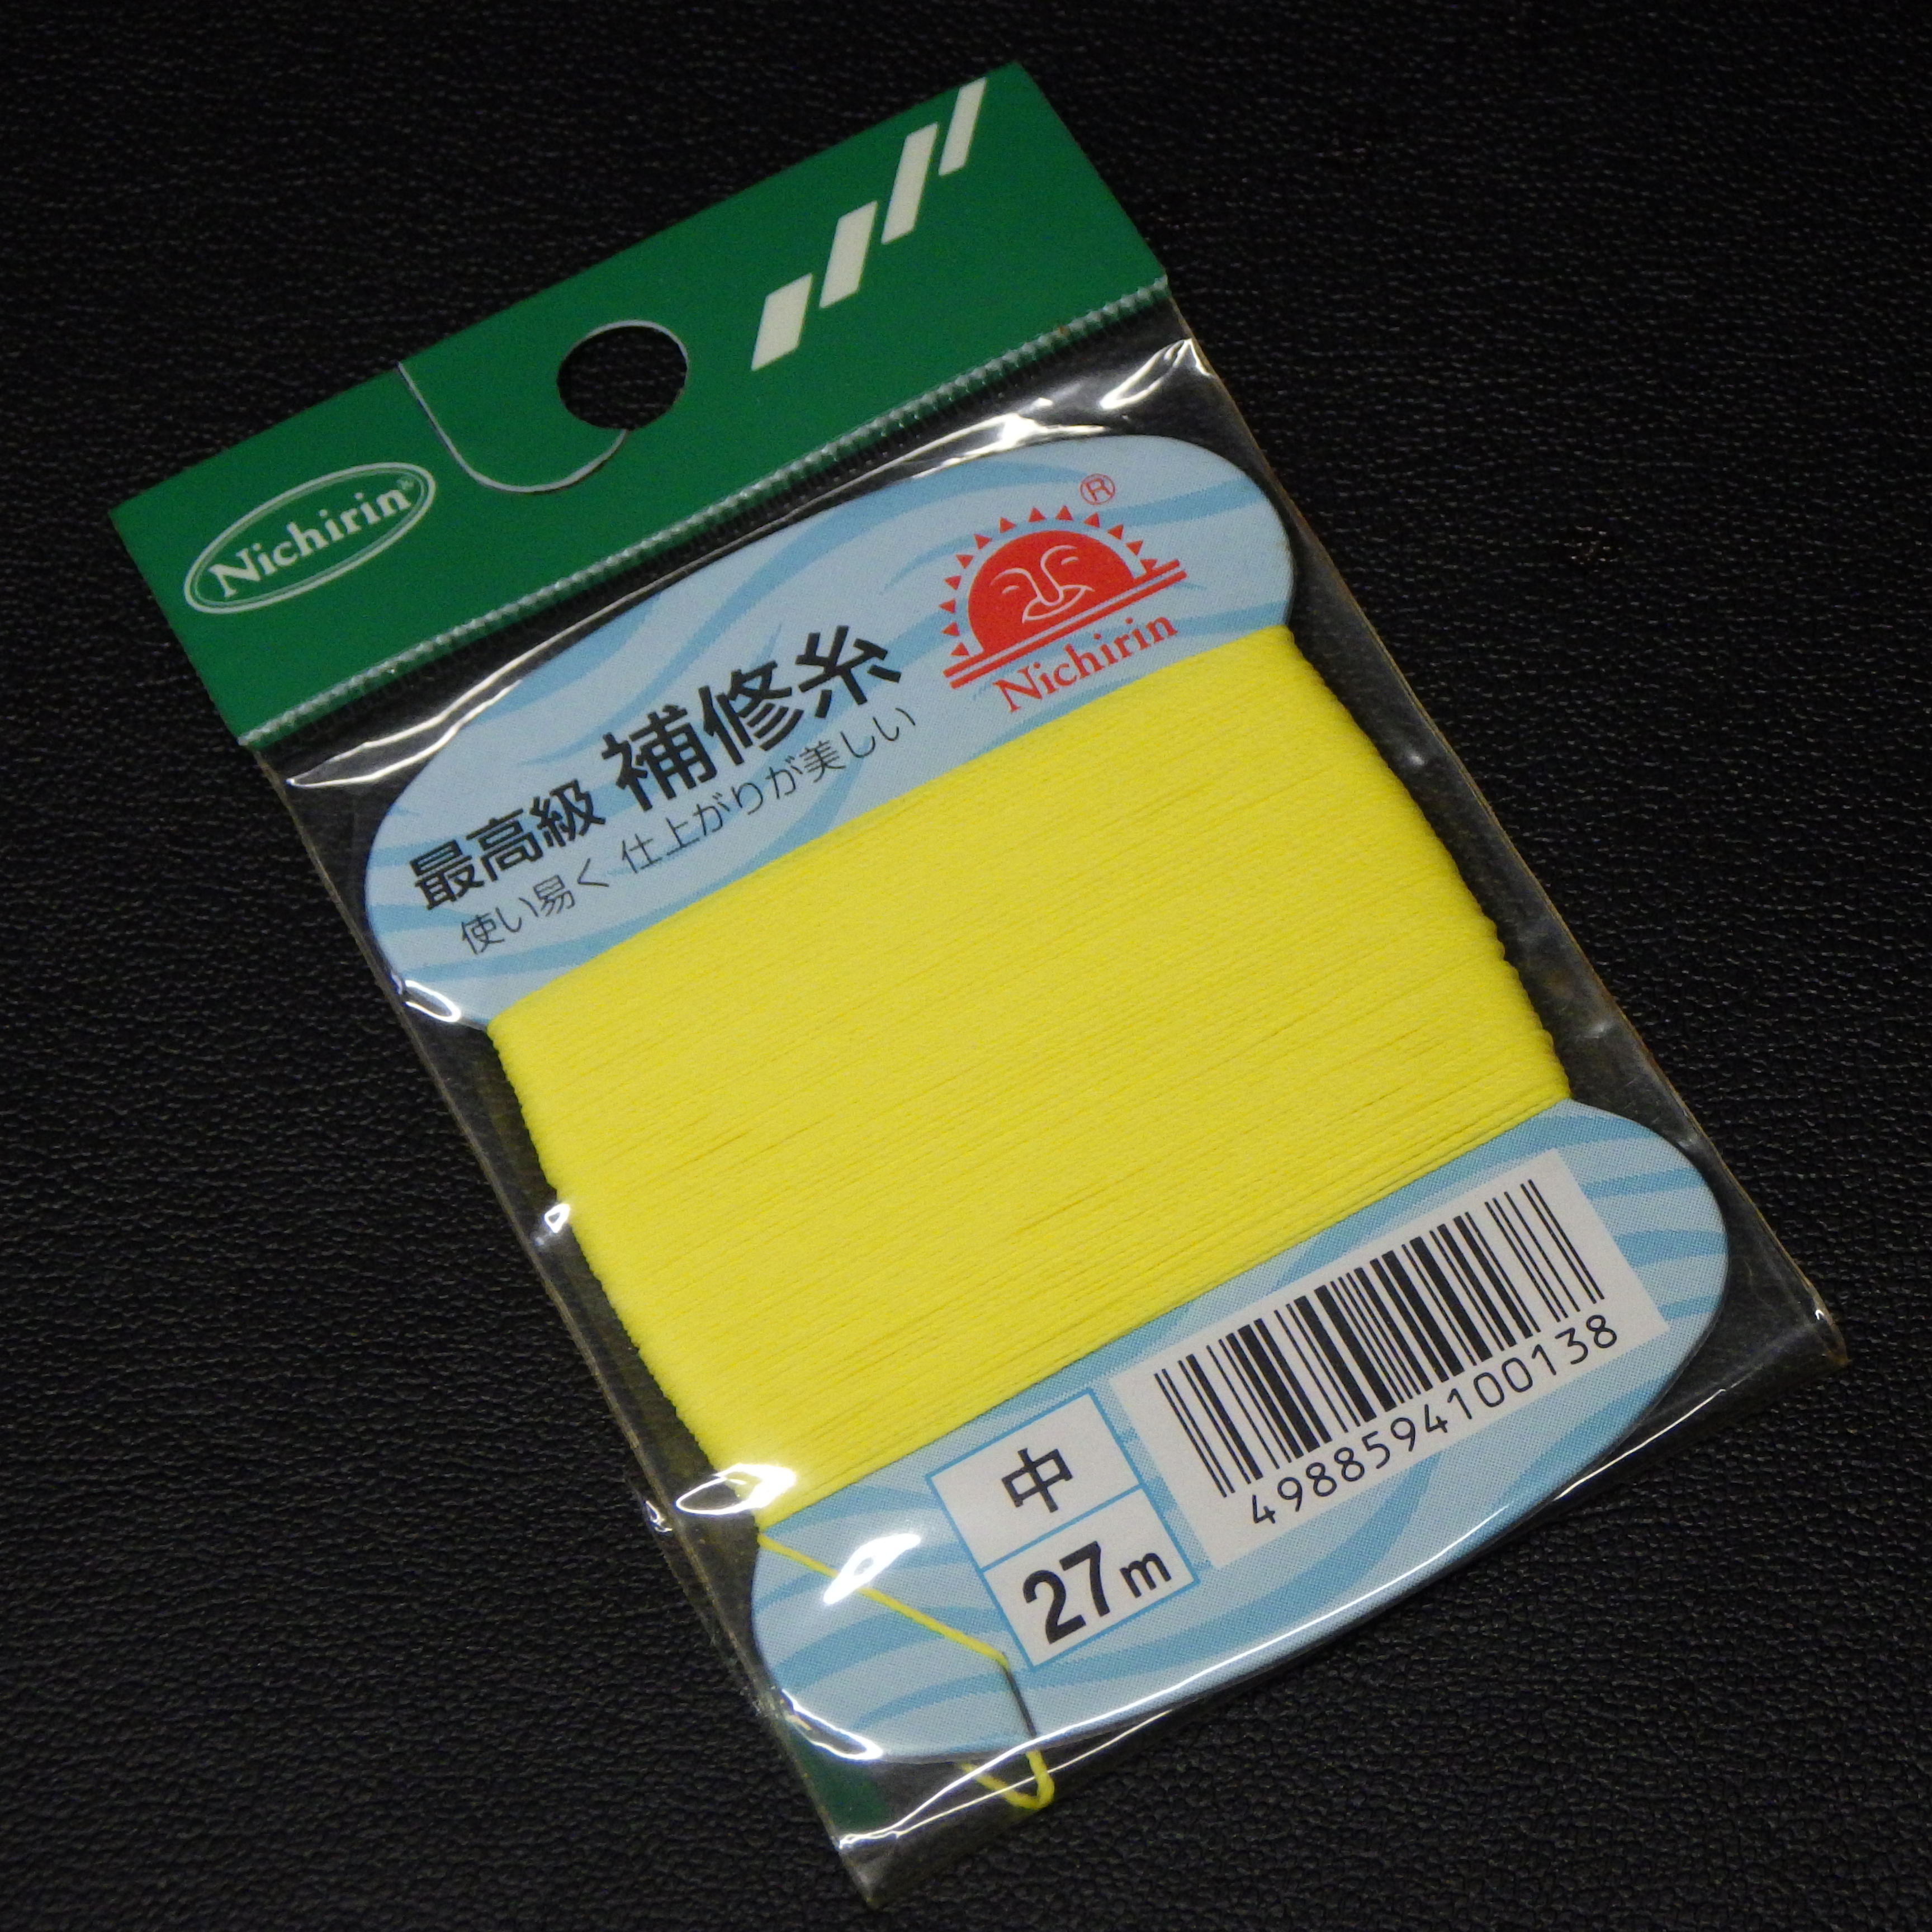 Nichirin®
®
Nichirin
最高級 補修糸
使い易く 仕上がりが美しい
中
27m
4988594100138